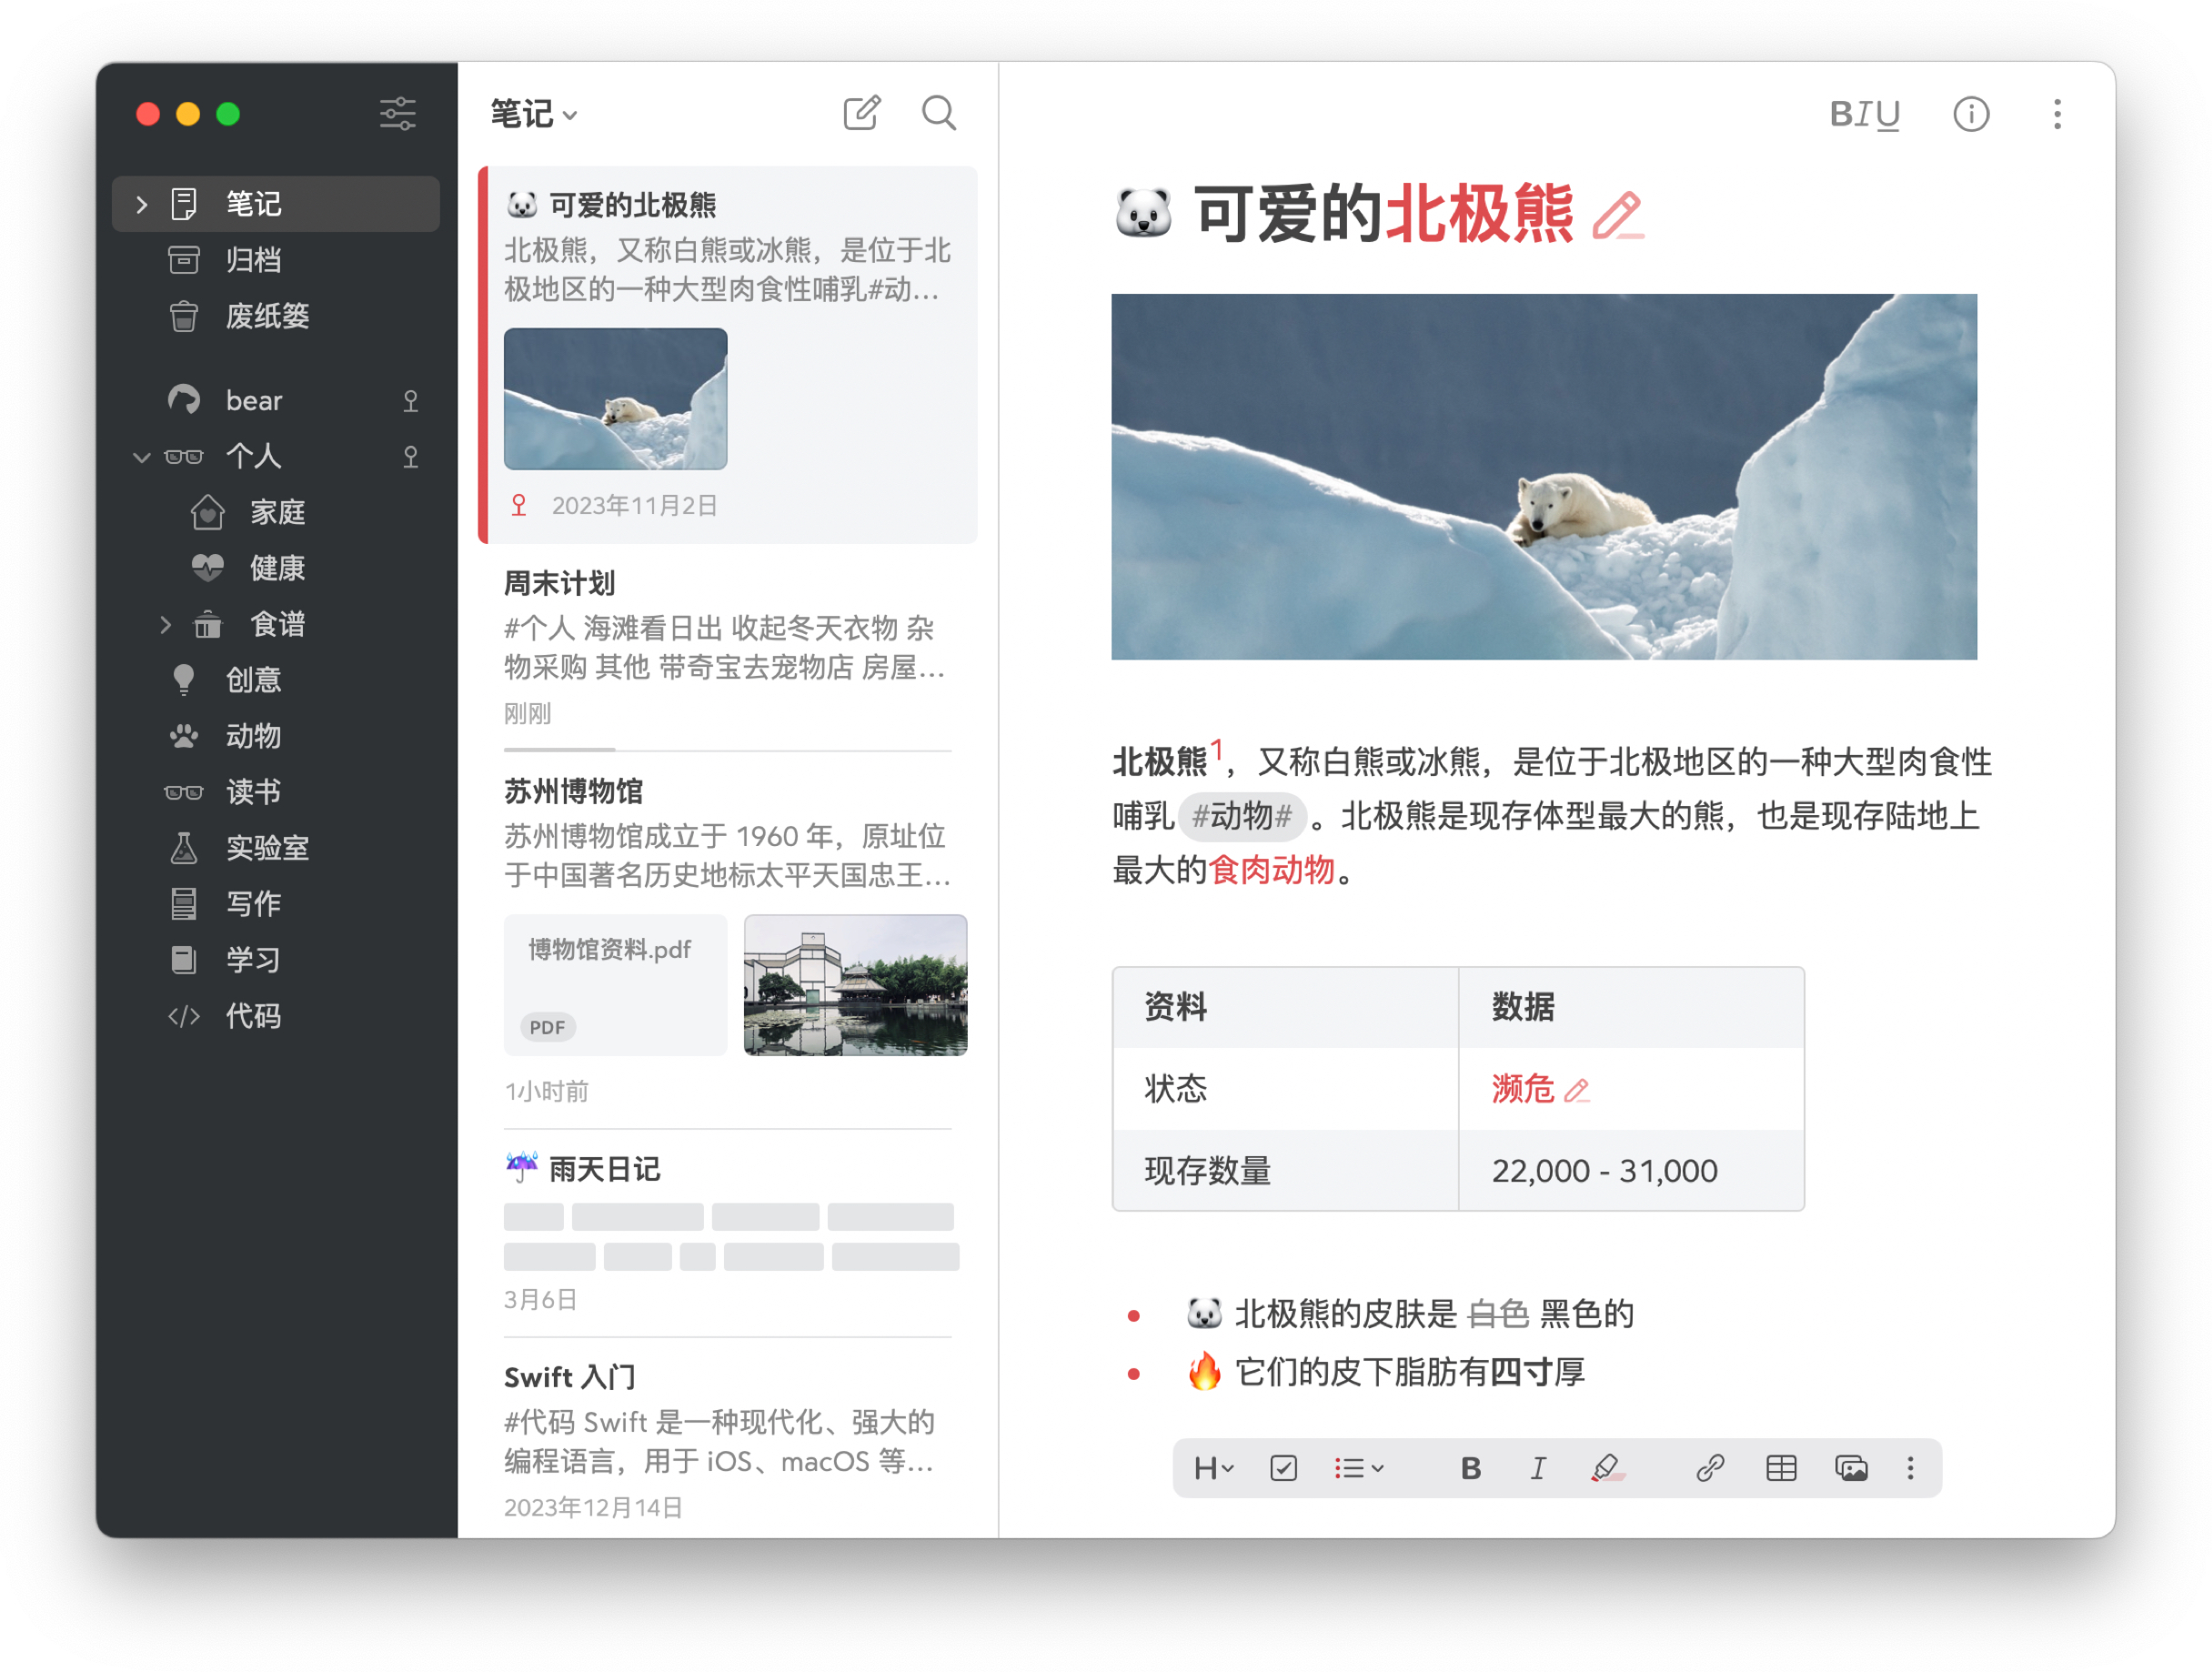 笔记
归档
废纸篓
bear
个人
家庭
健康
食谱
创意
动物
读书
实验室
写作
学习
代码
笔记
🐻‍❄️ 可爱的北极熊
北极熊，又称白熊或冰熊，是位于北
极地区的一种大型肉食性哺乳#动…
2023年11月2日
周末计划
#个人 海滩看日出 收起冬天衣物 杂
物采购 其他 带奇宝去宠物店 房屋…
刚刚
苏州博物馆
苏州博物馆成立于 1960 年，原址位
于中国著名历史地标太平天国忠王…
博物馆资料.pdf
PDF
1小时前
☔ 雨天日记
3月6日
Swift 入门
#代码 Swift 是一种现代化、强大的
编程语言，用于 iOS、macOS 等…
2023年12月14日
BIU
🐻‍❄️ 可爱的北极熊
北极熊1，又称白熊或冰熊，是位于北极地区的一种大型肉食性
哺乳 #动物# 。北极熊是现存体型最大的熊，也是现存陆地上
最大的食肉动物。
资料 数据
状态 濒危
现存数量 22,000 - 31,000
🐻‍❄️ 北极熊的皮肤是 白色 黑色的
🔥 它们的皮下脂肪有四寸厚
H B I